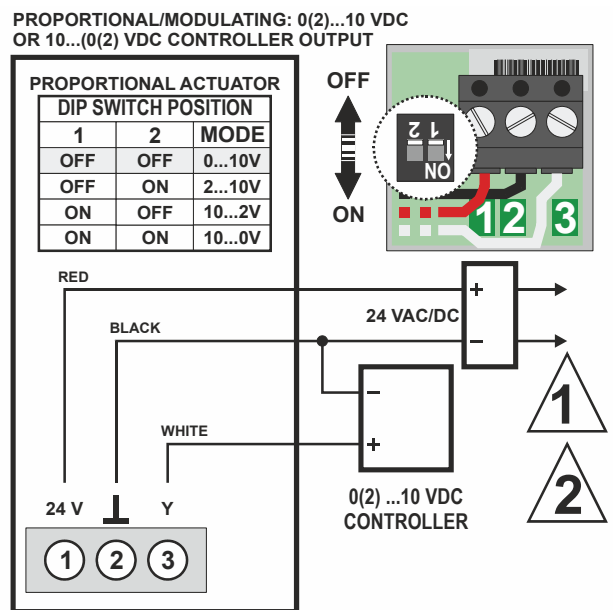 PROPORTIONAL/MODULATING: 0(2)...10 VDC
OR 10...(0(2) VDC CONTROLLER OUTPUT
PROPORTIONAL ACTUATOR
DIP SWITCH POSITION
1 2 MODE
OFF OFF 0...10V
OFF ON 2...10V
ON OFF 10...2V
ON ON 10...0V
OFF
ON
1 2
ON
1 2 3
RED
+
24 VAC/DC
BLACK
-
-
WHITE
+
1
2
0(2) ...10 VDC
CONTROLLER
24 V Y
1 2 3